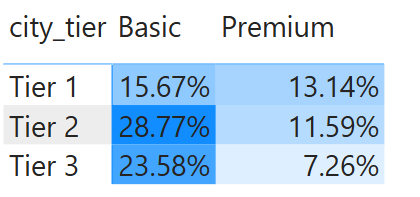 city_tier Basic Premium
Tier 1 15.67% 13.14%
Tier 2 28.77% 11.59%
Tier 3 23.58% 7.26%